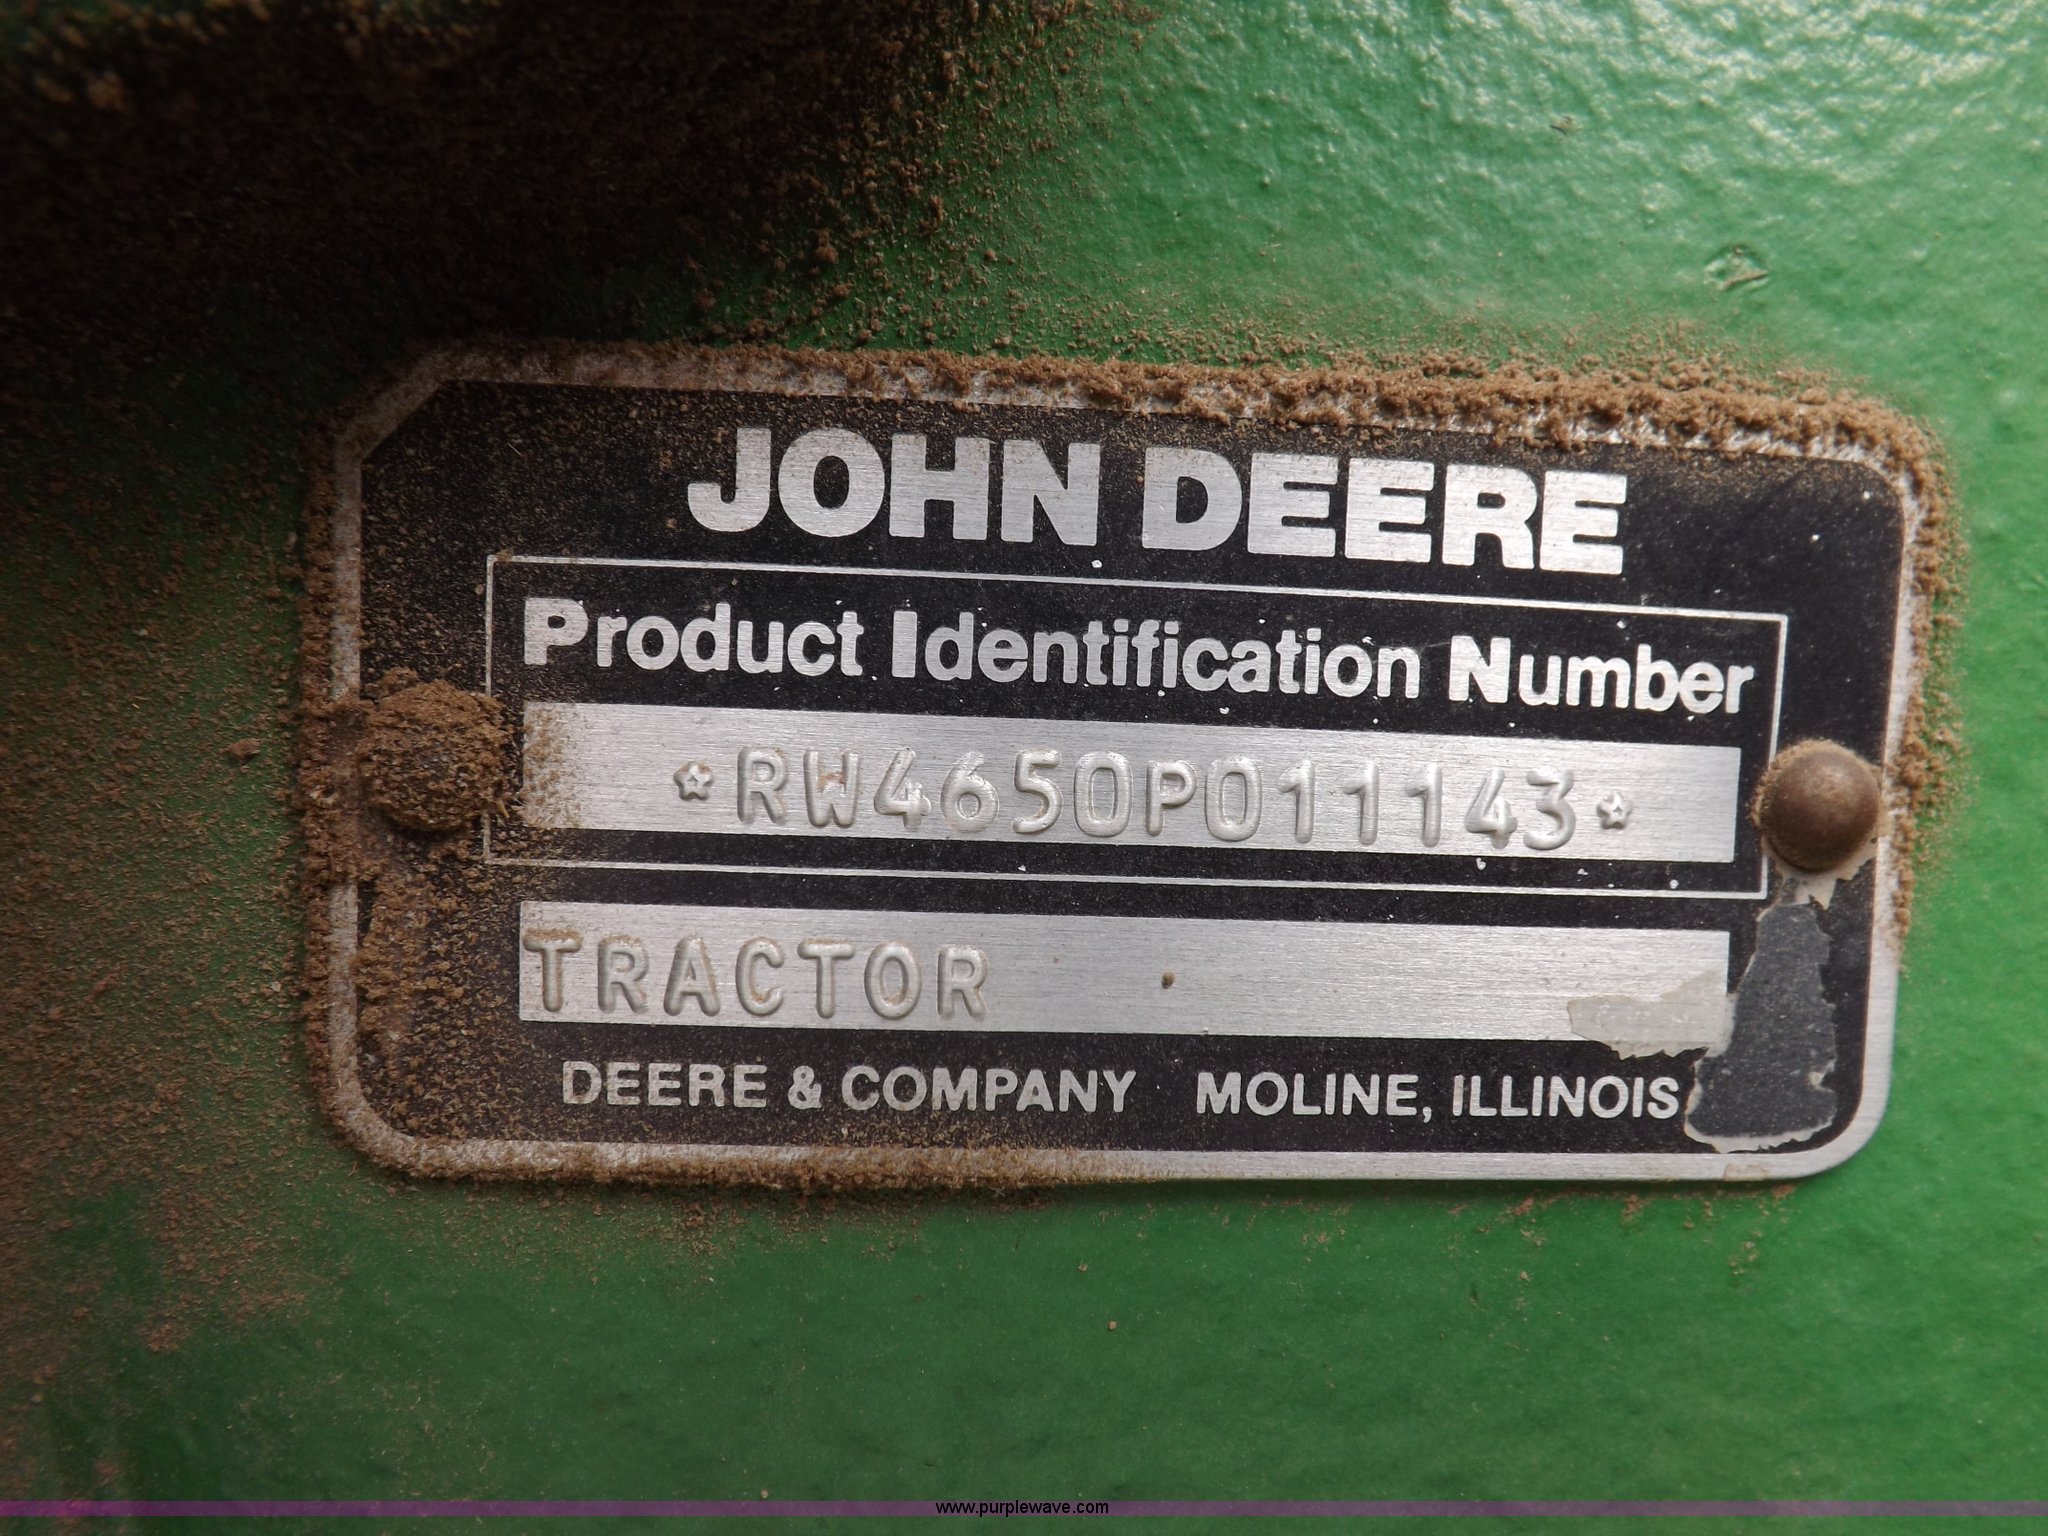 JOHN DEERE
Product Identification Number
*RW4650P011143*
TRACTOR
DEERE & COMPANY MOLINE, ILLINOIS
www.purplewave.com